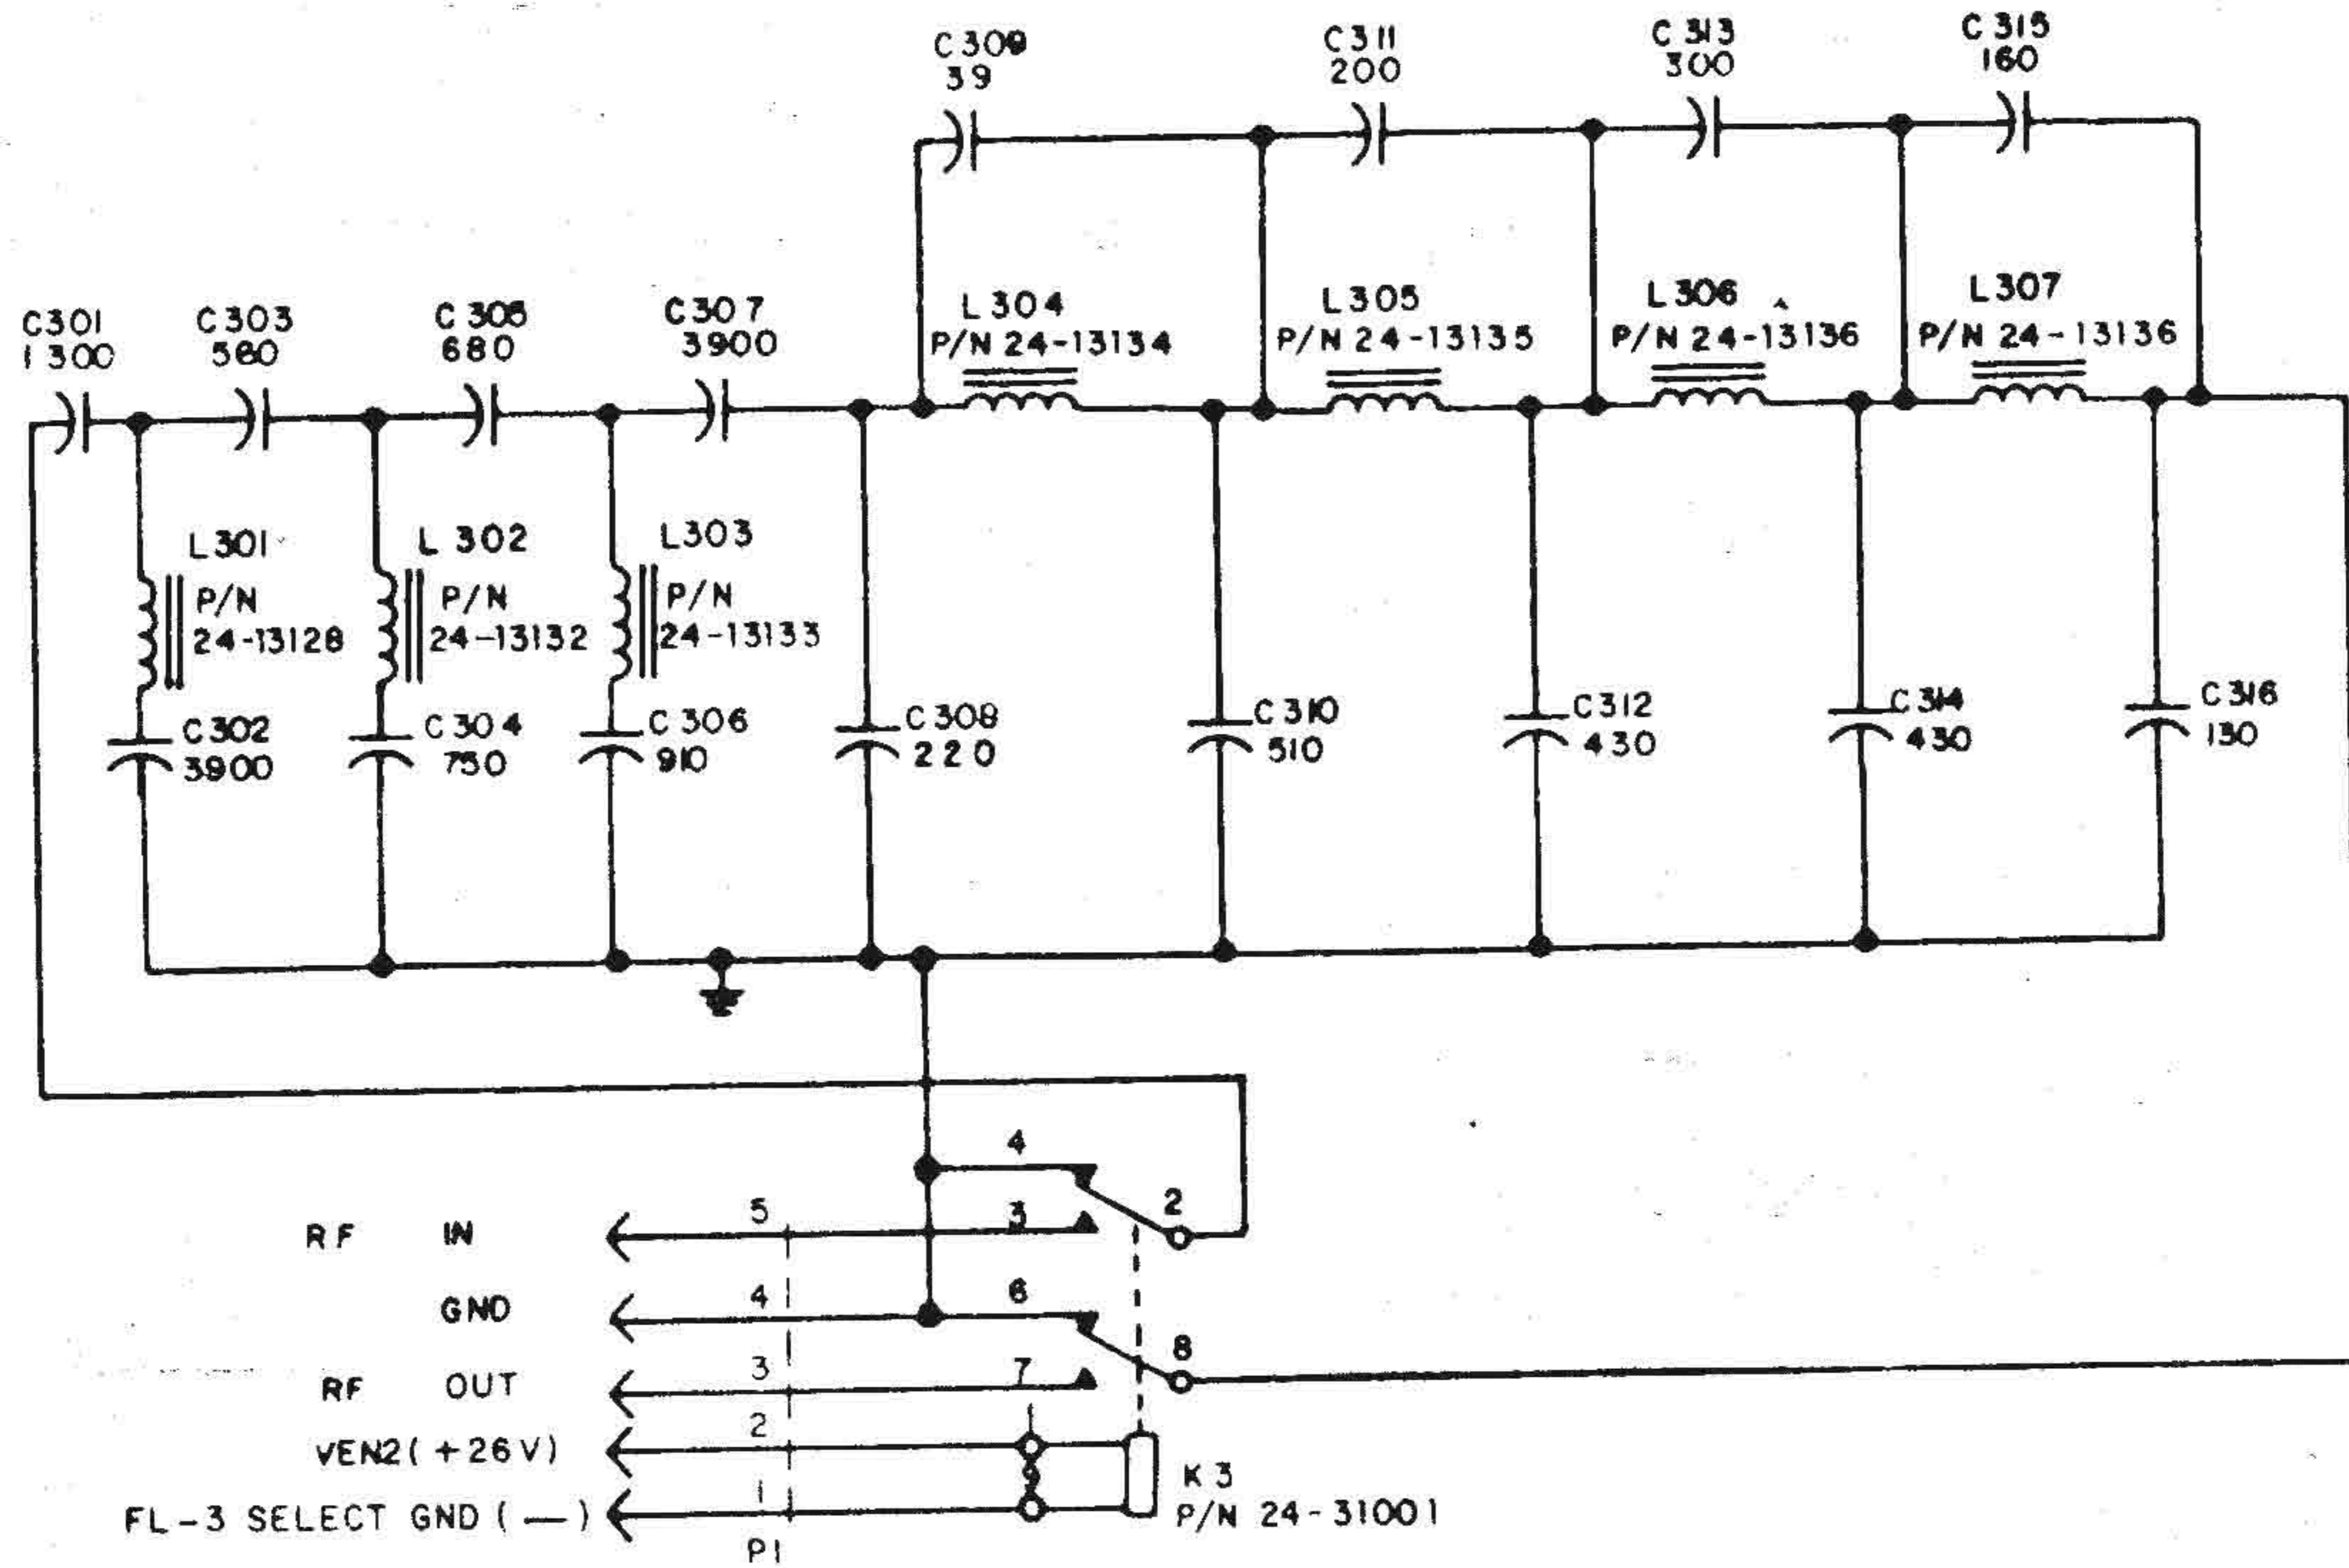 C309
39
C311
200
C313
300
C315
160
C301
1300
C303
560
C305
680
C307
3900
L304
P/N 24-13134
L305
P/N 24-13135
L306
P/N 24-13136
L307
P/N 24-13136
L301
P/N
24-13128
L302
P/N
24-13132
L303
P/N
24-13133
C302
3900
C304
750
C306
910
C308
220
C310
510
C312
430
C314
430
C316
130
4
3
2
RF IN
5
GND
4
6
8
RF OUT
3
7
VEN2 (+26V)
2
FL-3 SELECT GND (—)
1
P1
K3
P/N 24-31001